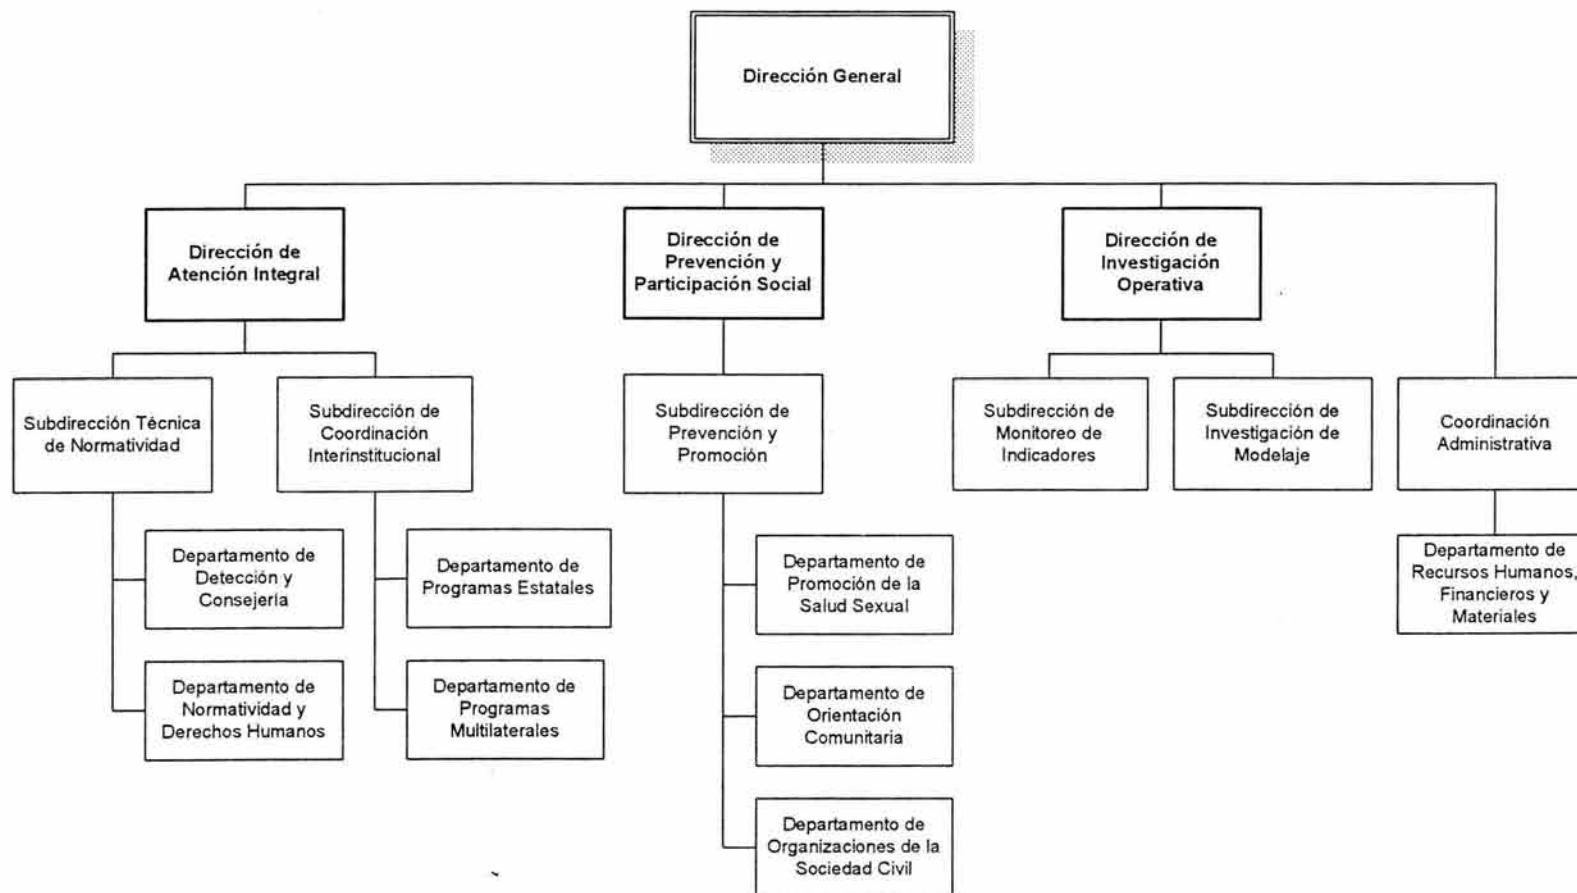 Dirección General
Dirección de
Atención Integral
Dirección de
Prevención y
Participación Social
Dirección de
Investigación
Operativa
Subdirección Técnica
de Normatividad
Subdirección de
Coordinación
Interinstitucional
Subdirección de
Prevención y
Promoción
Subdirección de
Monitoreo de
Indicadores
Subdirección de
Investigación de
Modelaje
Coordinación
Administrativa
Departamento de
Detección y
Consejería
Departamento de
Programas Estatales
Departamento de
Promoción de la
Salud Sexual
Departamento de
Recursos Humanos,
Financieros y
Materiales
Departamento de
Normatividad y
Derechos Humanos
Departamento de
Programas
Multilaterales
Departamento de
Orientación
Comunitaria
Departamento de
Organizaciones de la
Sociedad Civil